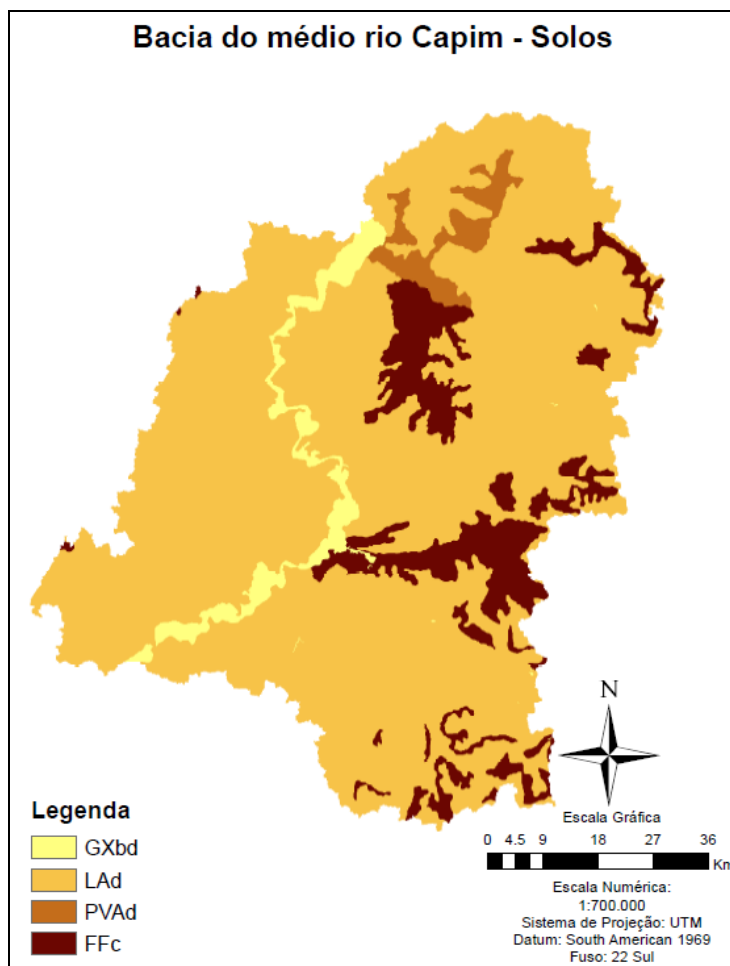 Bacia do médio rio Capim - Solos
N
Legenda
GXbd
LAd
PVAd
FFc
Escala Gráfica
0 4.5 9 18 27 36
Km
Escala Numérica:
1:700.000
Sistema de Projeção: UTM
Datum: South American 1969
Fuso: 22 Sul